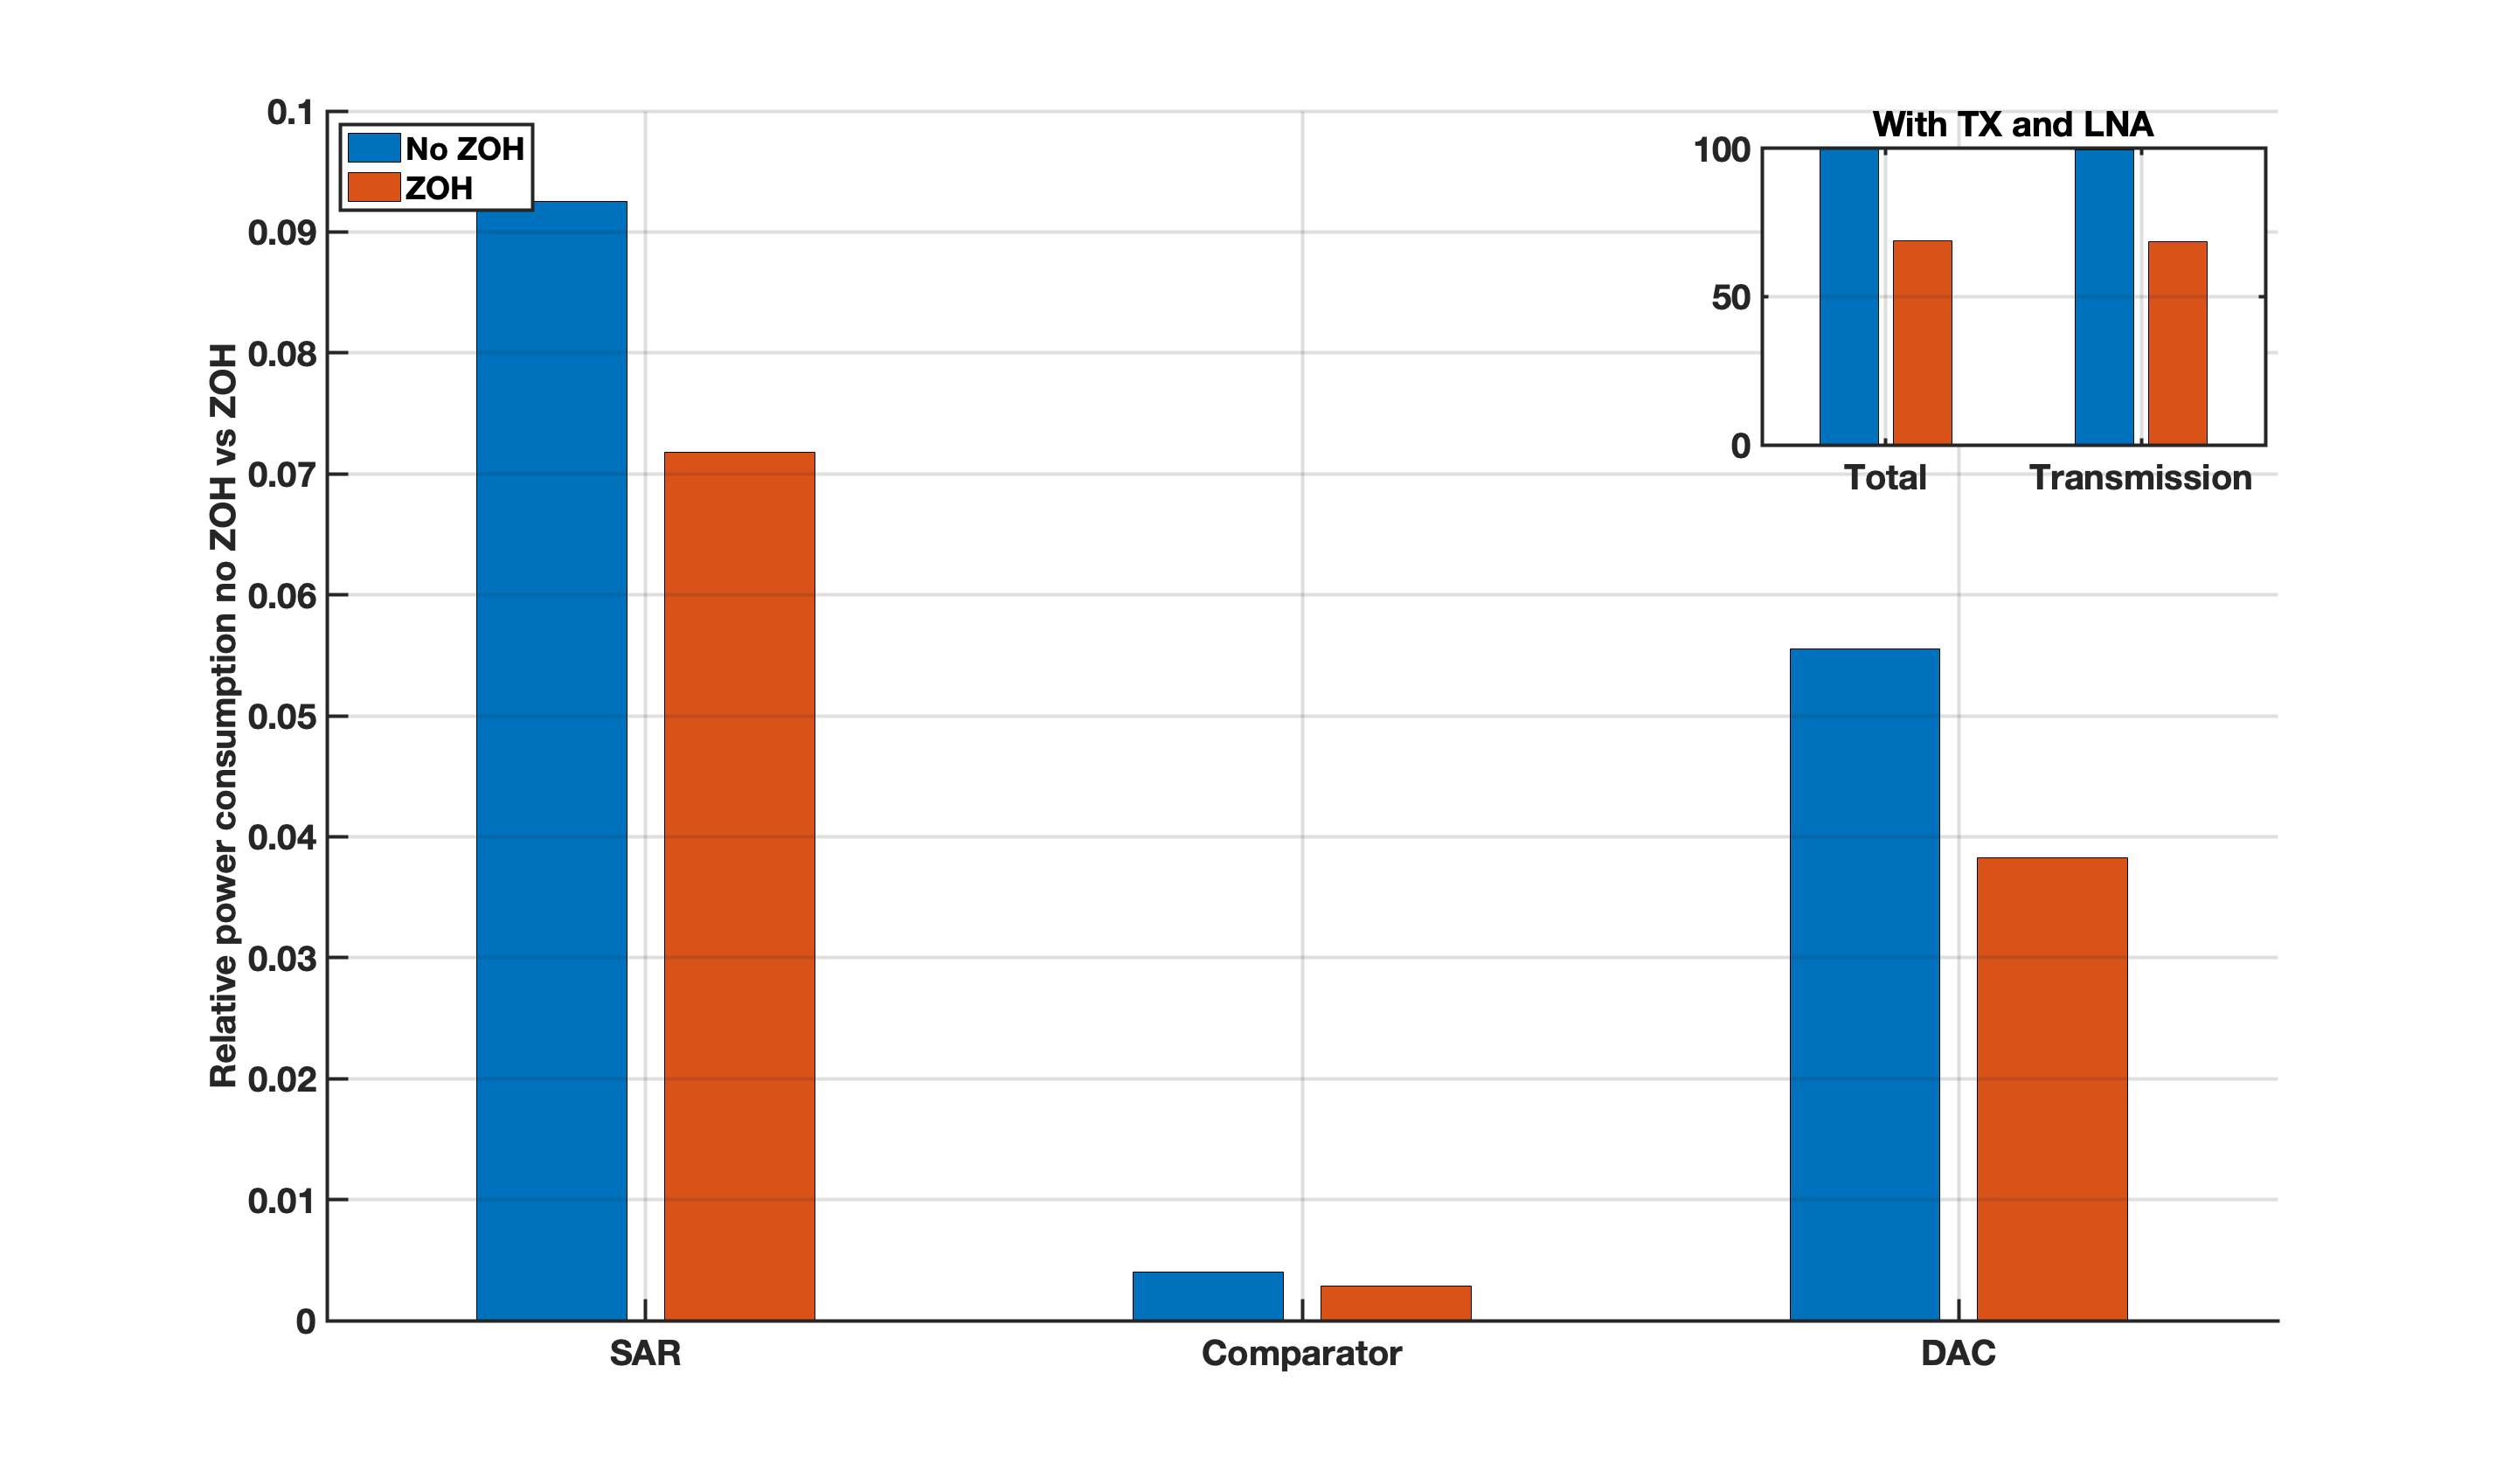 Relative power consumption no ZOH vs ZOH
0.1
0.09
0.08
0.07
0.06
0.05
0.04
0.03
0.02
0.01
0
No ZOH
ZOH
With TX and LNA
100
50
0
Total Transmission
SAR Comparator DAC